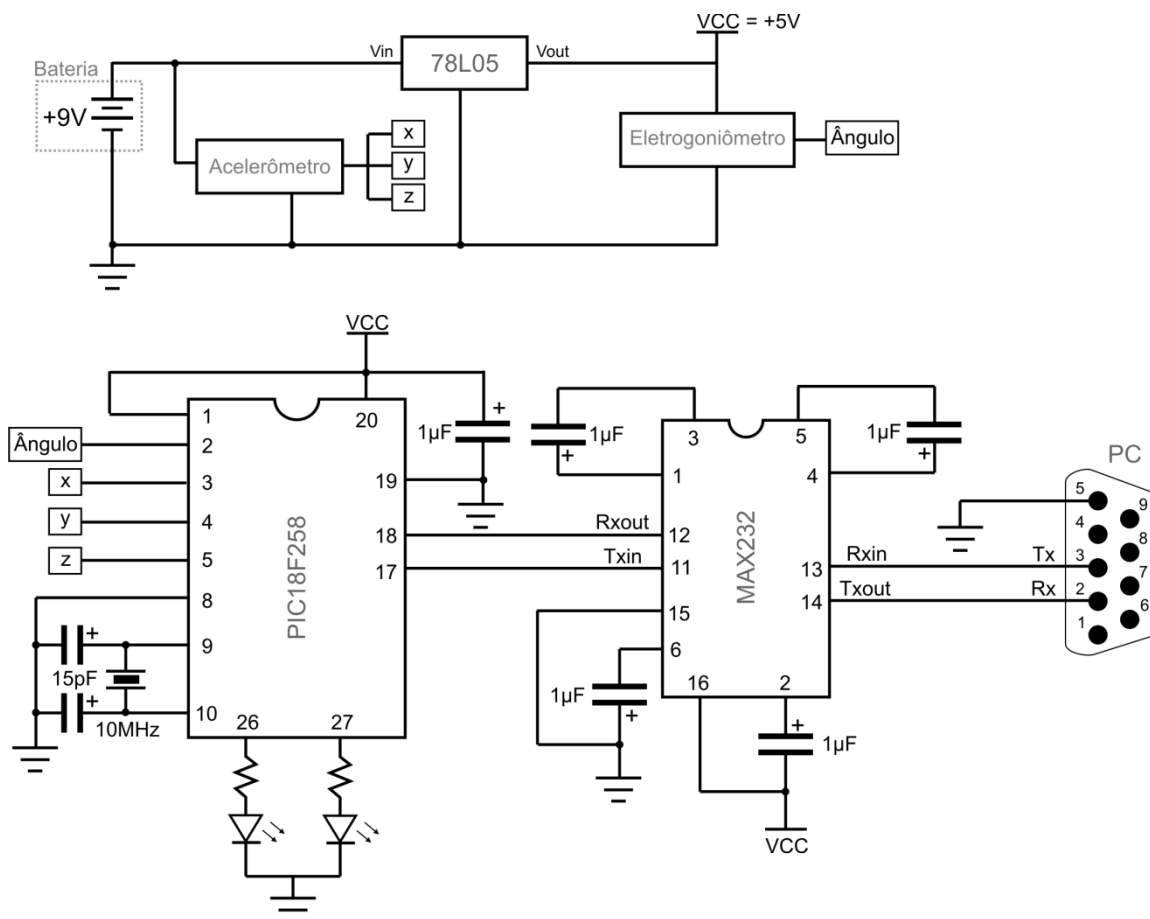 VCC = +5V
Bateria
+9V
Vin
78L05
Vout
Acelerômetro
x
y
z
Eletrogoniômetro
Ângulo
VCC
1
20
Ângulo
2
x
3
y
4
z
5
8
9
10
15pF
10MHz
PIC18F258
19
18
17
26
27
+
1µF
+
+
Rxout
Txin
1µF
+
3
5
1µF
+
1
4
12
11
15
6
16
2
13
14
MAX232
1µF
+
+
1µF
VCC
Rxin
Txout
Tx
Rx
PC
5
4
3
2
1
9
8
7
6